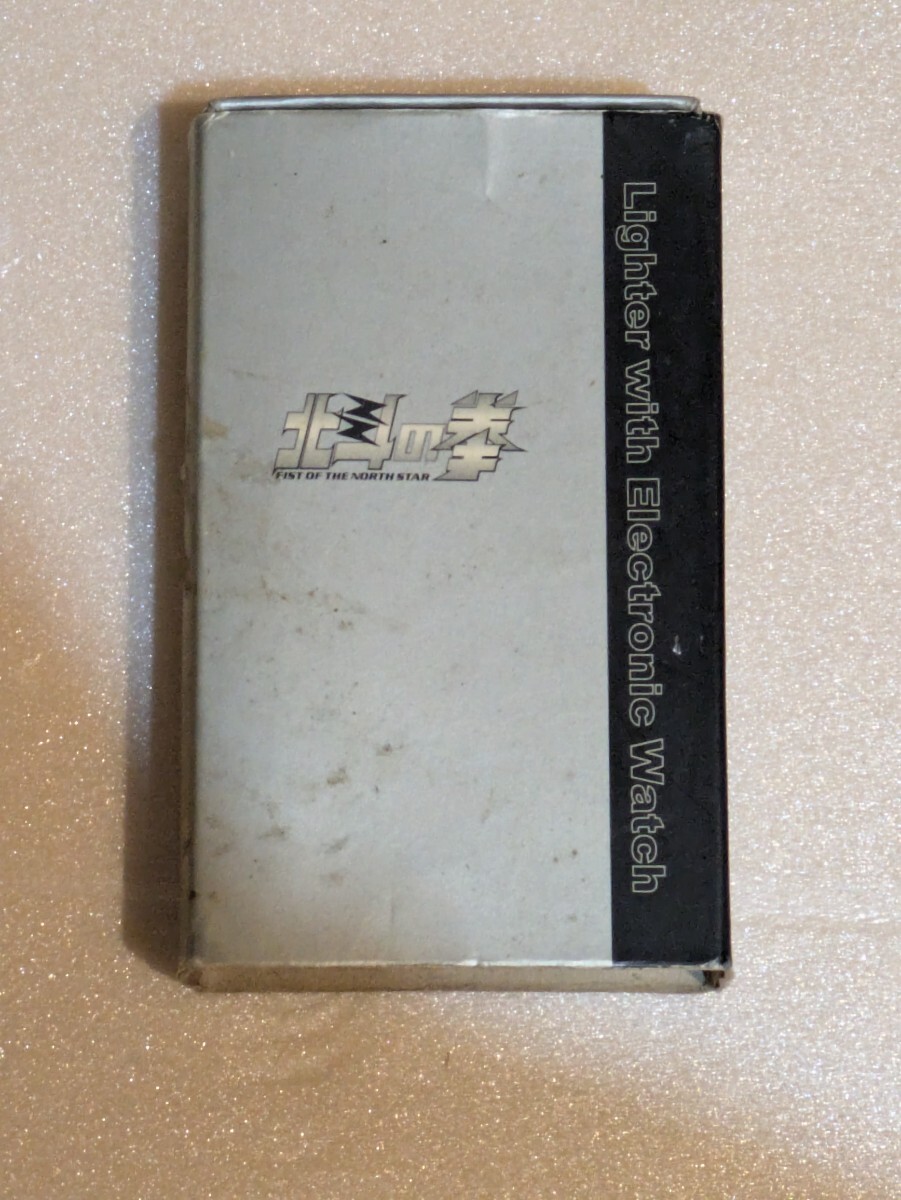 北斗の拳
FIST OF THE NORTH STAR
Lighter with Electronic Watch